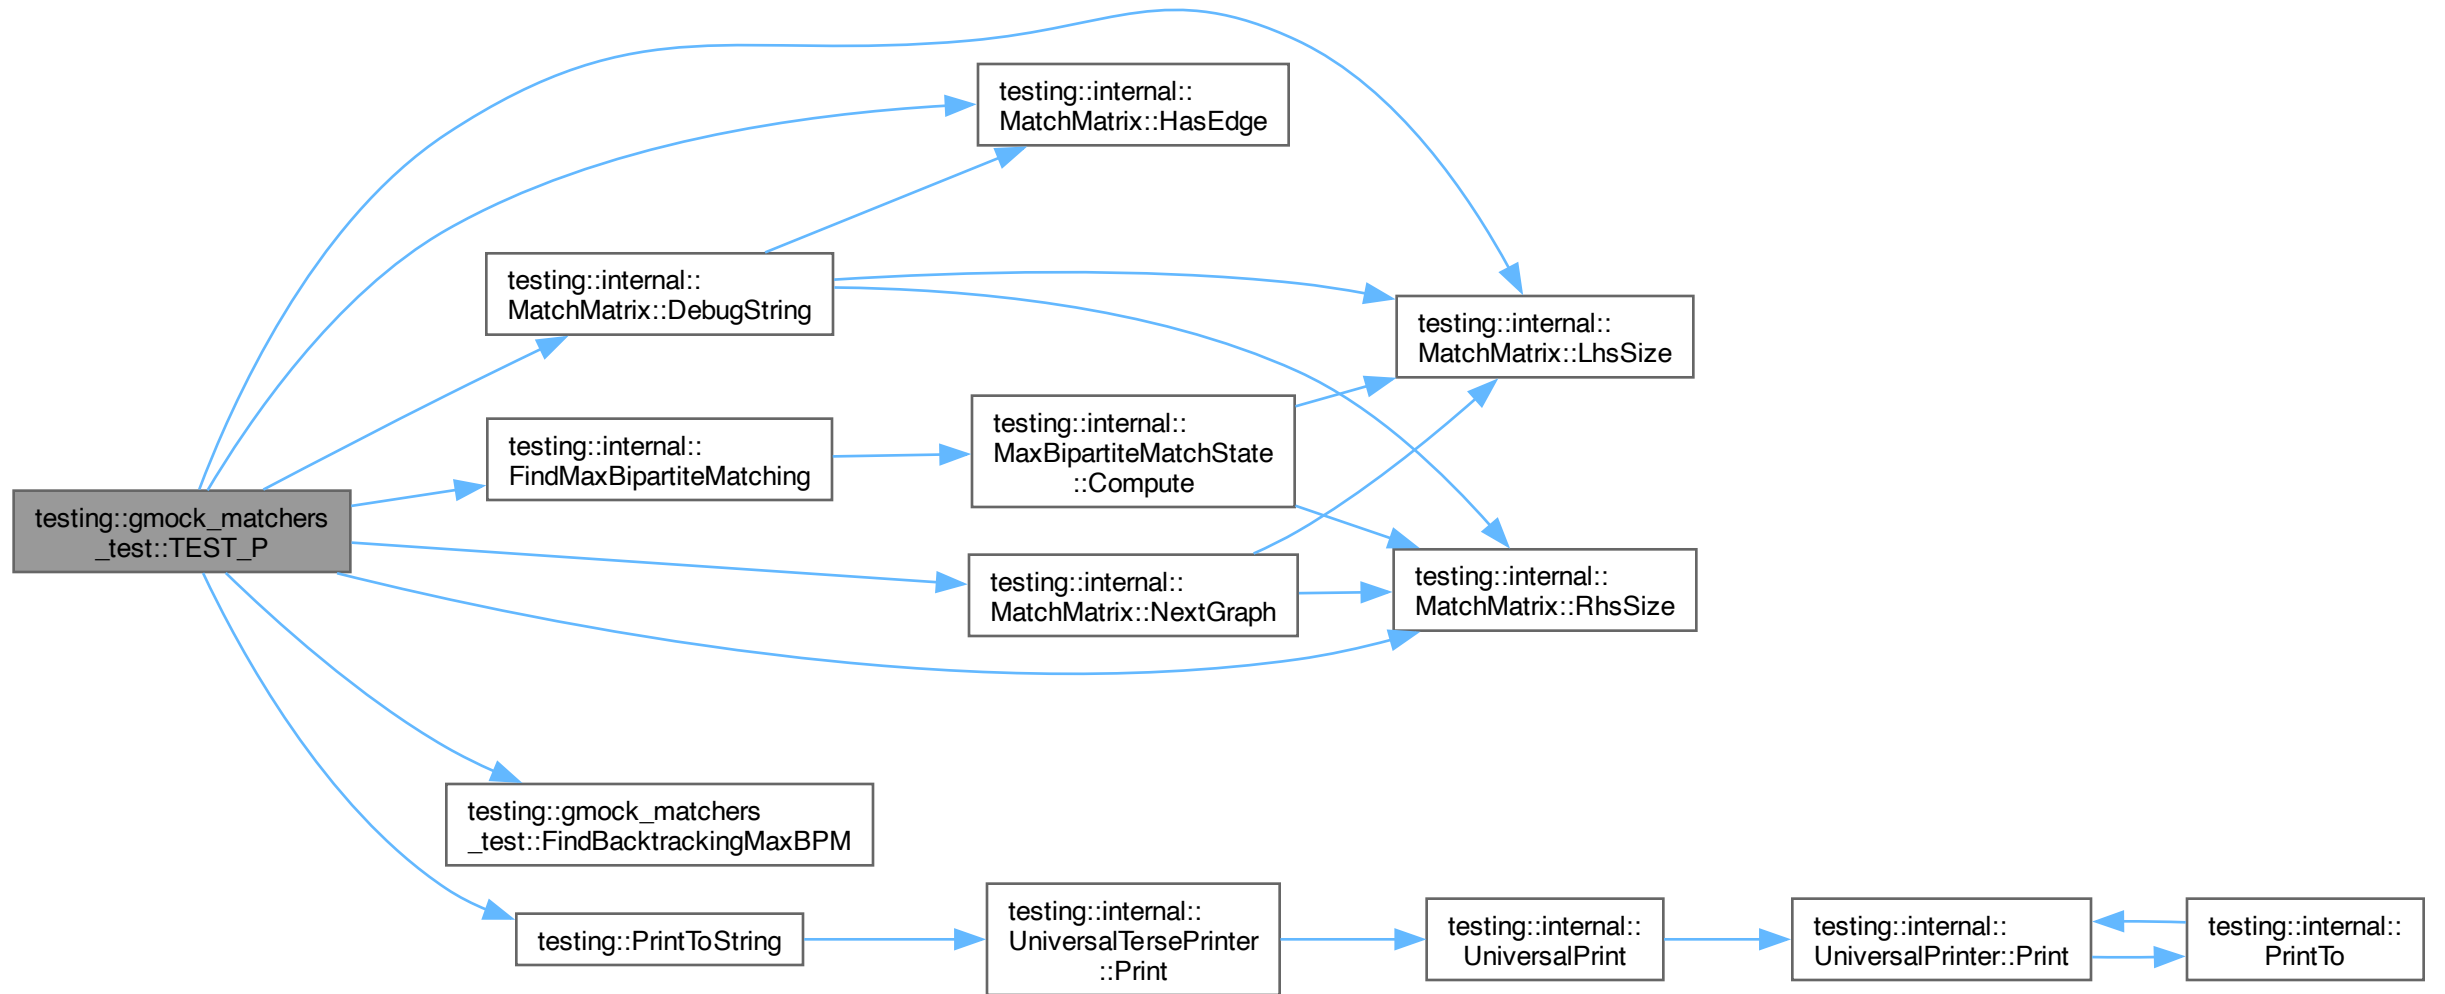 testing::internal::
MatchMatrix::HasEdge
testing::internal::
MatchMatrix::DebugString
testing::internal::
MatchMatrix::LhsSize
testing::internal::
FindMaxBipartiteMatching
testing::internal::
MaxBipartiteMatchState
::Compute
testing::gmock_matchers
_test::TEST_P
testing::internal::
MatchMatrix::NextGraph
testing::internal::
MatchMatrix::RhsSize
testing::gmock_matchers
_test::FindBacktrackingMaxBPM
testing::PrintToString
testing::internal::
UniversalTersePrinter
::Print
testing::internal::
UniversalPrint
testing::internal::
UniversalPrinter::Print
testing::internal::
PrintTo